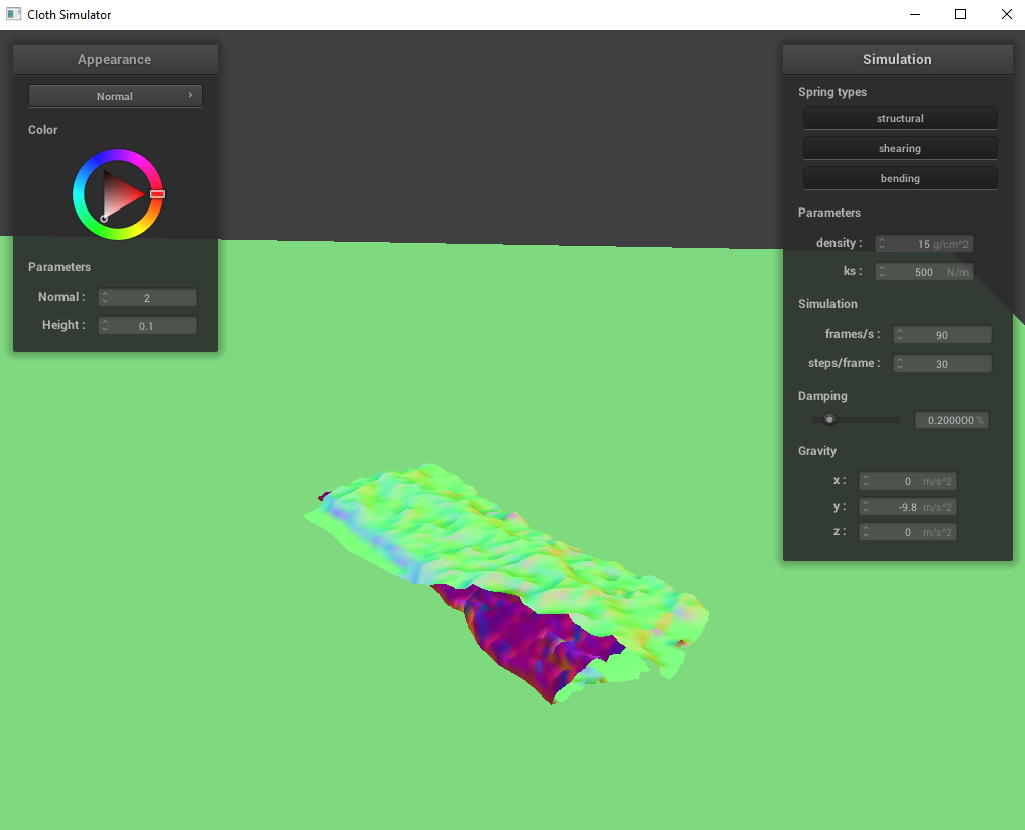 Cloth Simulator
Appearance
Normal
Color
Parameters
Normal : 2
Height : 0.1
Simulation
Spring types
structural
shearing
bending
Parameters
density : 15 g/cm^2
ks : 500 N/m
Simulation
frames/s : 90
steps/frame : 30
Damping
0.200000 %
Gravity
x : 0 m/s^2
y : -9.8 m/s^2
z : 0 m/s^2